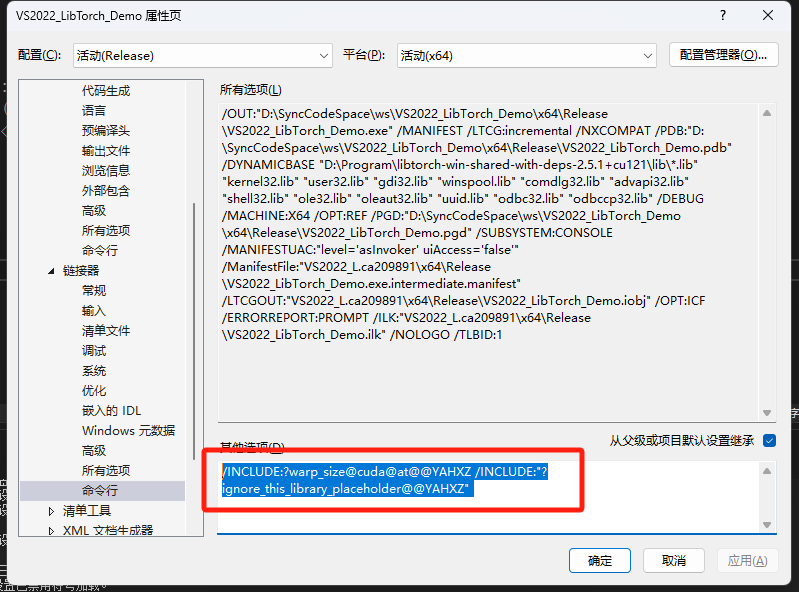 VS2022_LibTorch_Demo 属性页
配置(C): 活动(Release) 平台(P): 活动(x64) 配置管理器(O)...
代码生成
语言
预编译头
输出文件
浏览信息
外部包含
高级
所有选项
命令行
链接器
常规
输入
清单文件
调试
系统
优化
嵌入的 IDL
Windows 元数据
高级
所有选项
命令行
清单工具
XML 文档生成器
所有选项(L)
/OUT:"D:\SyncCodeSpace\ws\VS2022_LibTorch_Demo\x64\Release
\VS2022_LibTorch_Demo.exe" /MANIFEST /LTCG:incremental /NXCOMPAT /PDB:"D:
\SyncCodeSpace\ws\VS2022_LibTorch_Demo\x64\Release\VS2022_LibTorch_Demo.pdb"
/DYNAMICBASE "D:\Program\libtorch-win-shared-with-deps-2.5.1+cu121\lib\*.lib"
"kernel32.lib" "user32.lib" "gdi32.lib" "winspool.lib" "comdlg32.lib" "advapi32.lib"
"shell32.lib" "ole32.lib" "oleaut32.lib" "uuid.lib" "odbc32.lib" "odbccp32.lib" /DEBUG
/MACHINE:X64 /OPT:REF /PGD:"D:\SyncCodeSpace\ws\VS2022_LibTorch_Demo
\x64\Release\VS2022_LibTorch_Demo.pgd" /SUBSYSTEM:CONSOLE
/MANIFESTUAC:"level='asInvoker' uiAccess='false'"
/ManifestFile:"VS2022_L.ca209891\x64\Release
\VS2022_LibTorch_Demo.exe.intermediate.manifest"
/LTCGOUT:"VS2022_L.ca209891\x64\Release\VS2022_LibTorch_Demo.iobj" /OPT:ICF
/ERRORREPORT:PROMPT /ILK:"VS2022_L.ca209891\x64\Release
\VS2022_LibTorch_Demo.ilk" /NOLOGO /TLBID:1
其他选项(D) 从父级或项目默认设置继承
/INCLUDE:?warp_size@cuda@at@@YAHXZ /INCLUDE:"?
ignore_this_library_placeholder@@YAHXZ"
确定 取消 应用(A)